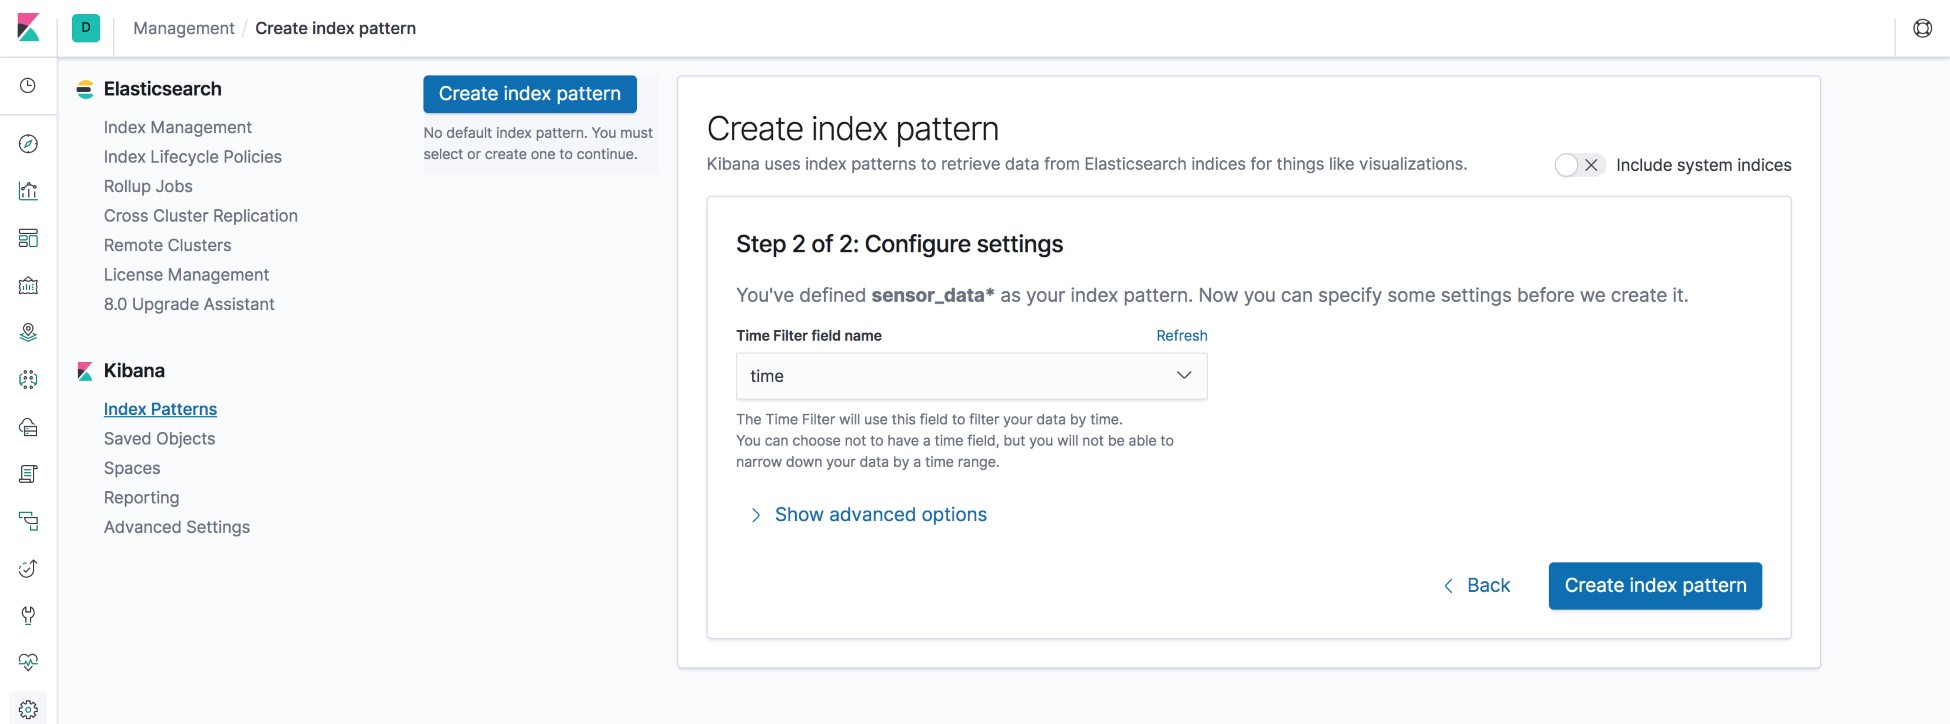 D
Management / Create index pattern
Elasticsearch
Index Management
Index Lifecycle Policies
Rollup Jobs
Cross Cluster Replication
Remote Clusters
License Management
8.0 Upgrade Assistant
Kibana
Index Patterns
Saved Objects
Spaces
Reporting
Advanced Settings
Create index pattern
No default index pattern. You must
select or create one to continue.
Create index pattern
Kibana uses index patterns to retrieve data from Elasticsearch indices for things like visualizations.
Include system indices
Step 2 of 2: Configure settings
You've defined sensor_data* as your index pattern. Now you can specify some settings before we create it.
Time Filter field name Refresh
time
The Time Filter will use this field to filter your data by time.
You can choose not to have a time field, but you will not be able to
narrow down your data by a time range.
Show advanced options
Back
Create index pattern